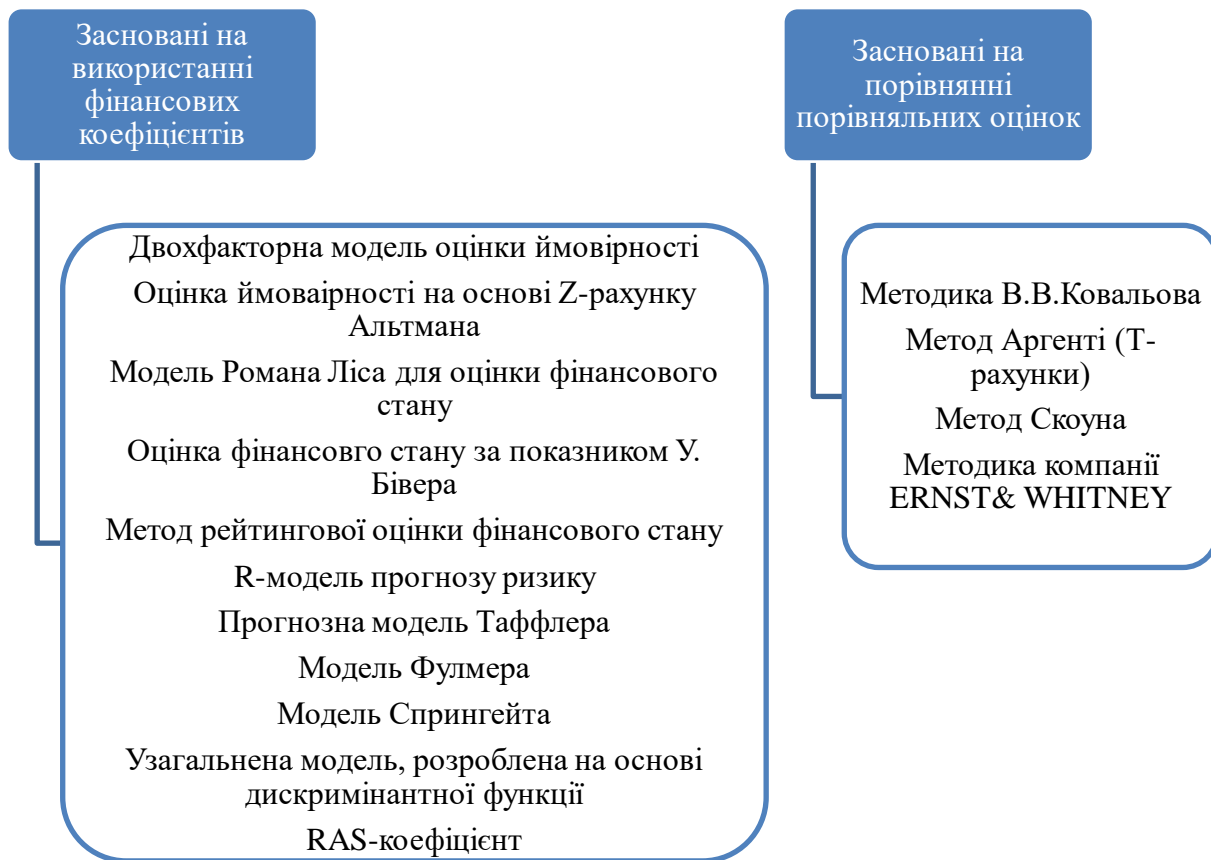 Засновані на
використанні
фінансових
коефіцієнтів
Двохфакторна модель оцінки ймовірності
Оцінка ймоваірності на основі Z-рахунку
Альтмана
Модель Романа Ліса для оцінки фінансового
стану
Оцінка фінансовго стану за показником У.
Бівера
Метод рейтингової оцінки фінансового стану
R-модель прогнозу ризику
Прогнозна модель Таффлера
Модель Фулмера
Модель Спрингейта
Узагальнена модель, розроблена на основі
дискримінантної функції
RAS-коефіцієнт
Засновані на
порівнянні
порівняльних оцінок
Методика В.В.Ковальова
Метод Аргенті (Т-
рахунки)
Метод Скоуна
Методика компанії
ERNST& WHITNEY